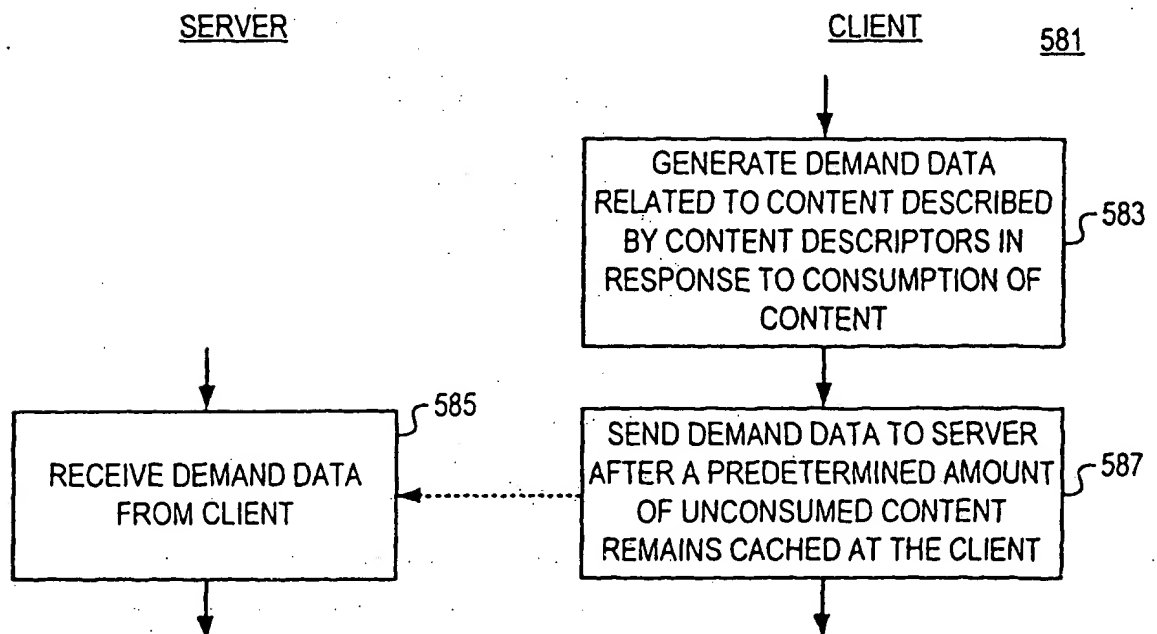 SERVER
CLIENT
581
GENERATE DEMAND DATA
RELATED TO CONTENT DESCRIBED
BY CONTENT DESCRIPTORS IN
RESPONSE TO CONSUMPTION OF
CONTENT
583
585
RECEIVE DEMAND DATA
FROM CLIENT
SEND DEMAND DATA TO SERVER
AFTER A PREDETERMINED AMOUNT
OF UNCONSUMED CONTENT
REMAINS CACHED AT THE CLIENT
587